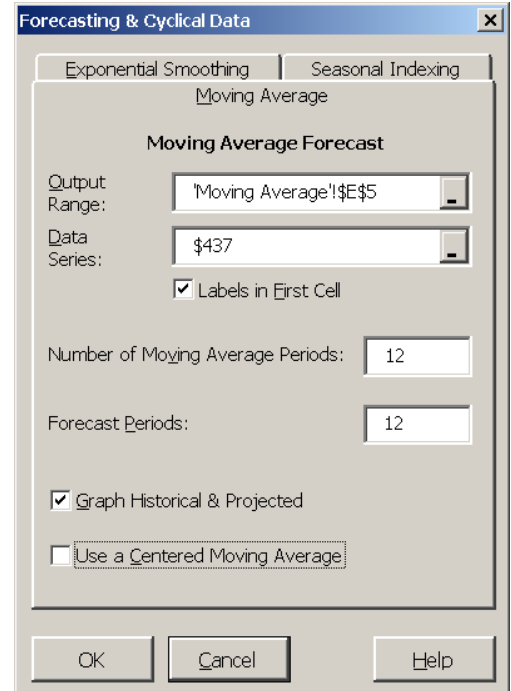 Forecasting & Cyclical Data
Exponential Smoothing
Seasonal Indexing
Moving Average
Moving Average Forecast
Output Range:
'Moving Average'!$E$5
Data Series:
$437
Labels in First Cell
Number of Moving Average Periods: 12
Forecast Periods: 12
Graph Historical & Projected
Use a Centered Moving Average
OK
Cancel
Help